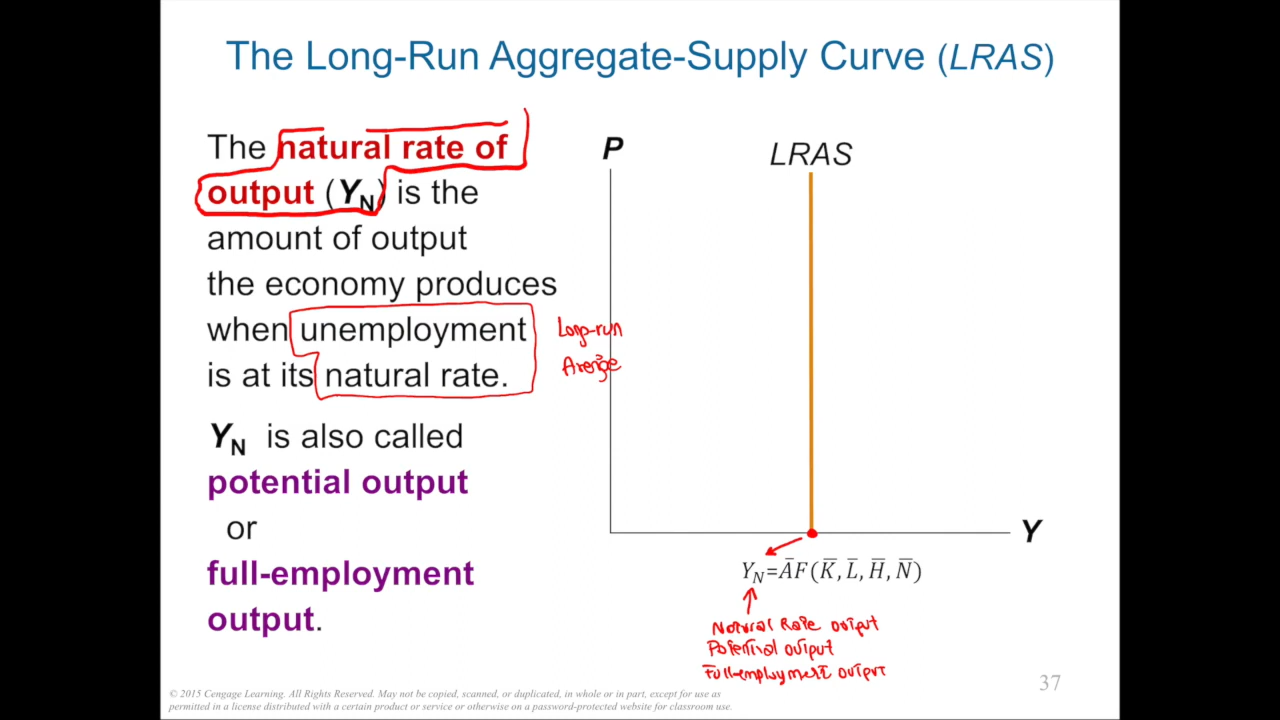 The Long-Run Aggregate-Supply Curve (LRAS)
The natural rate of
output (Y_N) is the
amount of output
the economy produces
when unemployment
is at its natural rate.
Long-run
Average
Y_N is also called
potential output
or
full-employment
output.
P
LRAS
Y
Y_N=ĀF(K̄, L̄, H̄, N̄)
Natural Rate output
Potential output
Full-employment output
37
© 2015 Cengage Learning. All Rights Reserved. May not be copied, scanned, or duplicated, in whole or in part, except for use as
permitted in a license distributed with a certain product or service or otherwise on a password-protected website for classroom use.